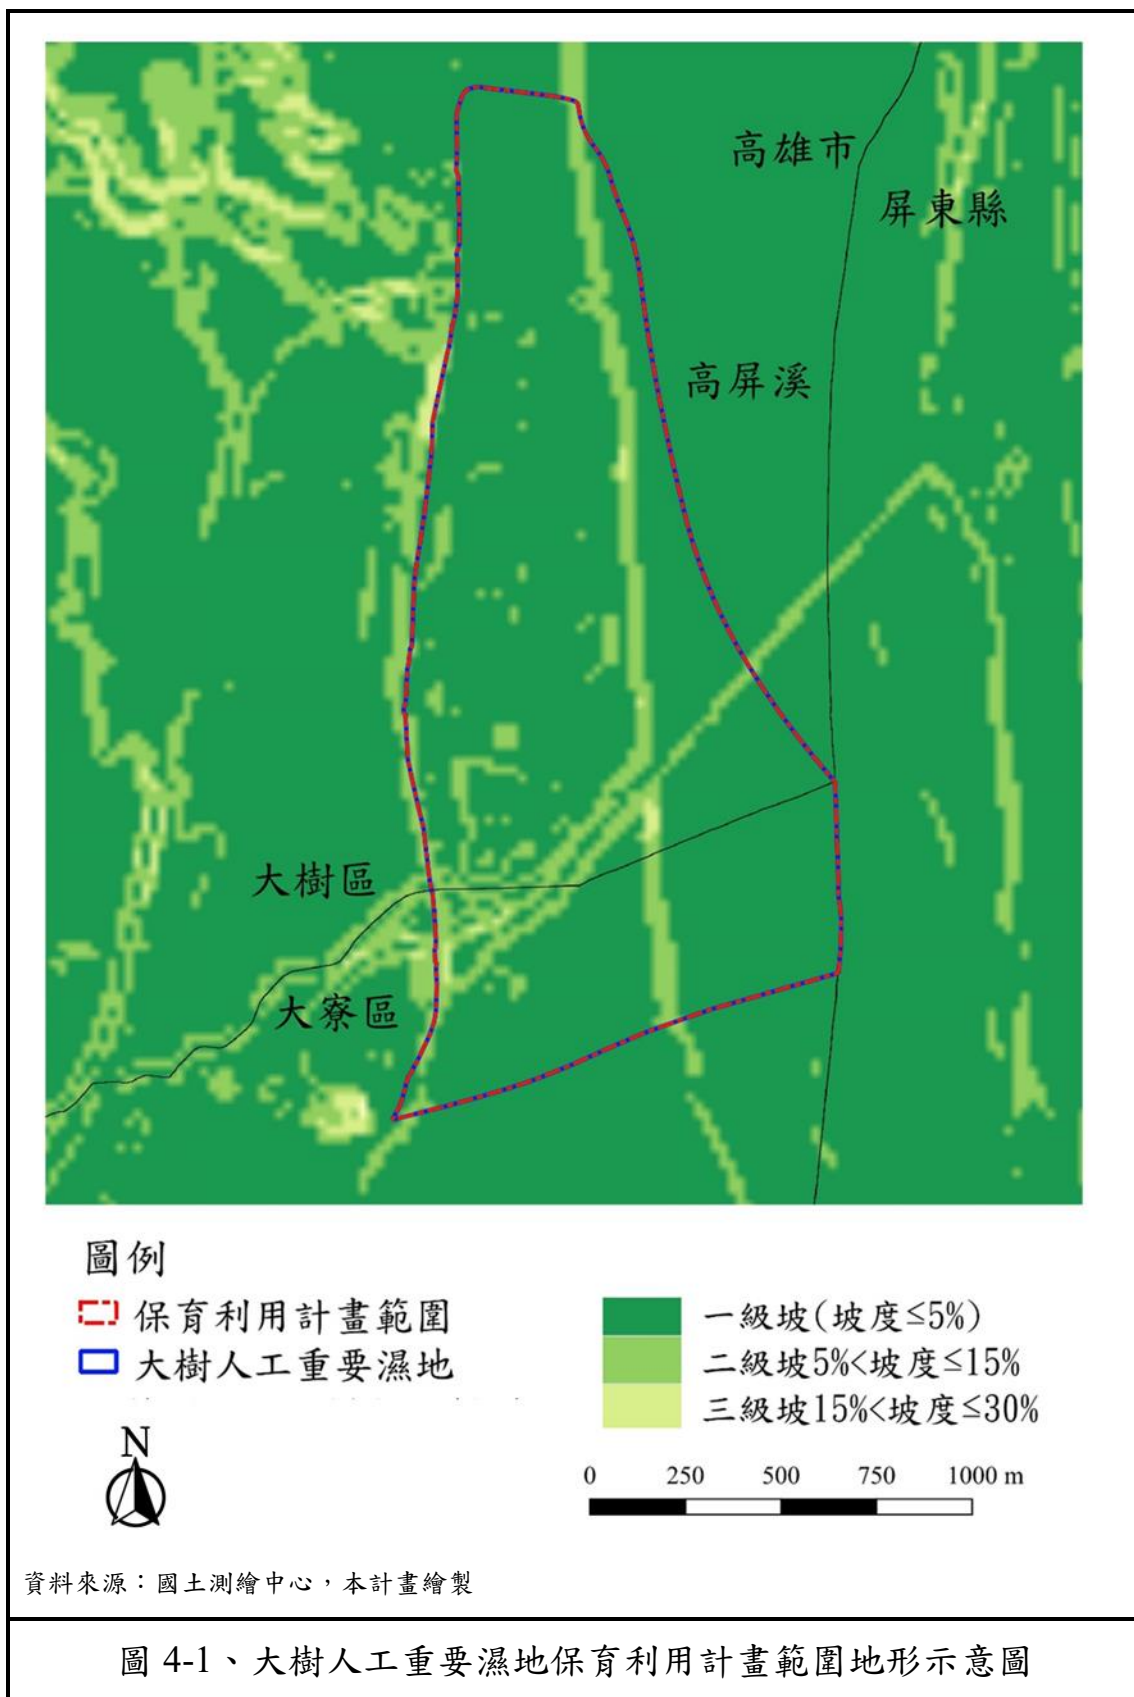 高雄市
屏東縣
高屏溪
大樹區
大寮區
圖例
保育利用計畫範圍
大樹人工重要濕地
一級坡(坡度≤5%)
二級坡5%<坡度≤15%
三級坡15%<坡度≤30%
N
0 250 500 750 1000 m
資料來源：國土測繪中心，本計畫繪製
圖 4-1、大樹人工重要濕地保育利用計畫範圍地形示意圖